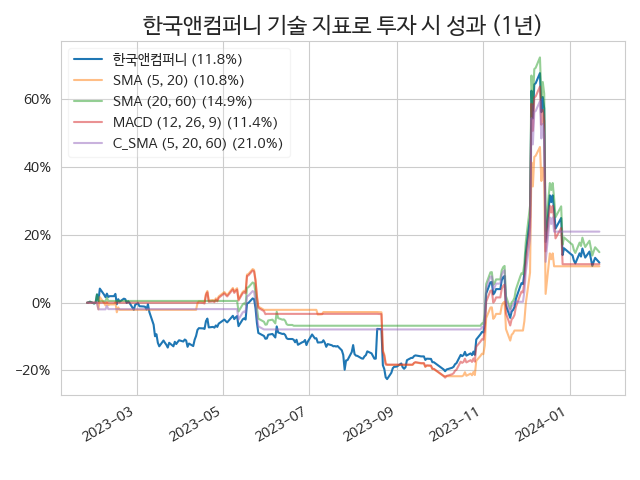 한국앤컴퍼니 기술 지표로 투자 시 성과 (1년)
한국앤컴퍼니 (11.8%)
SMA (5, 20) (10.8%)
SMA (20, 60) (14.9%)
MACD (12, 26, 9) (11.4%)
C_SMA (5, 20, 60) (21.0%)
60%
40%
20%
0%
−20%
2023-03
2023-05
2023-07
2023-09
2023-11
2024-01